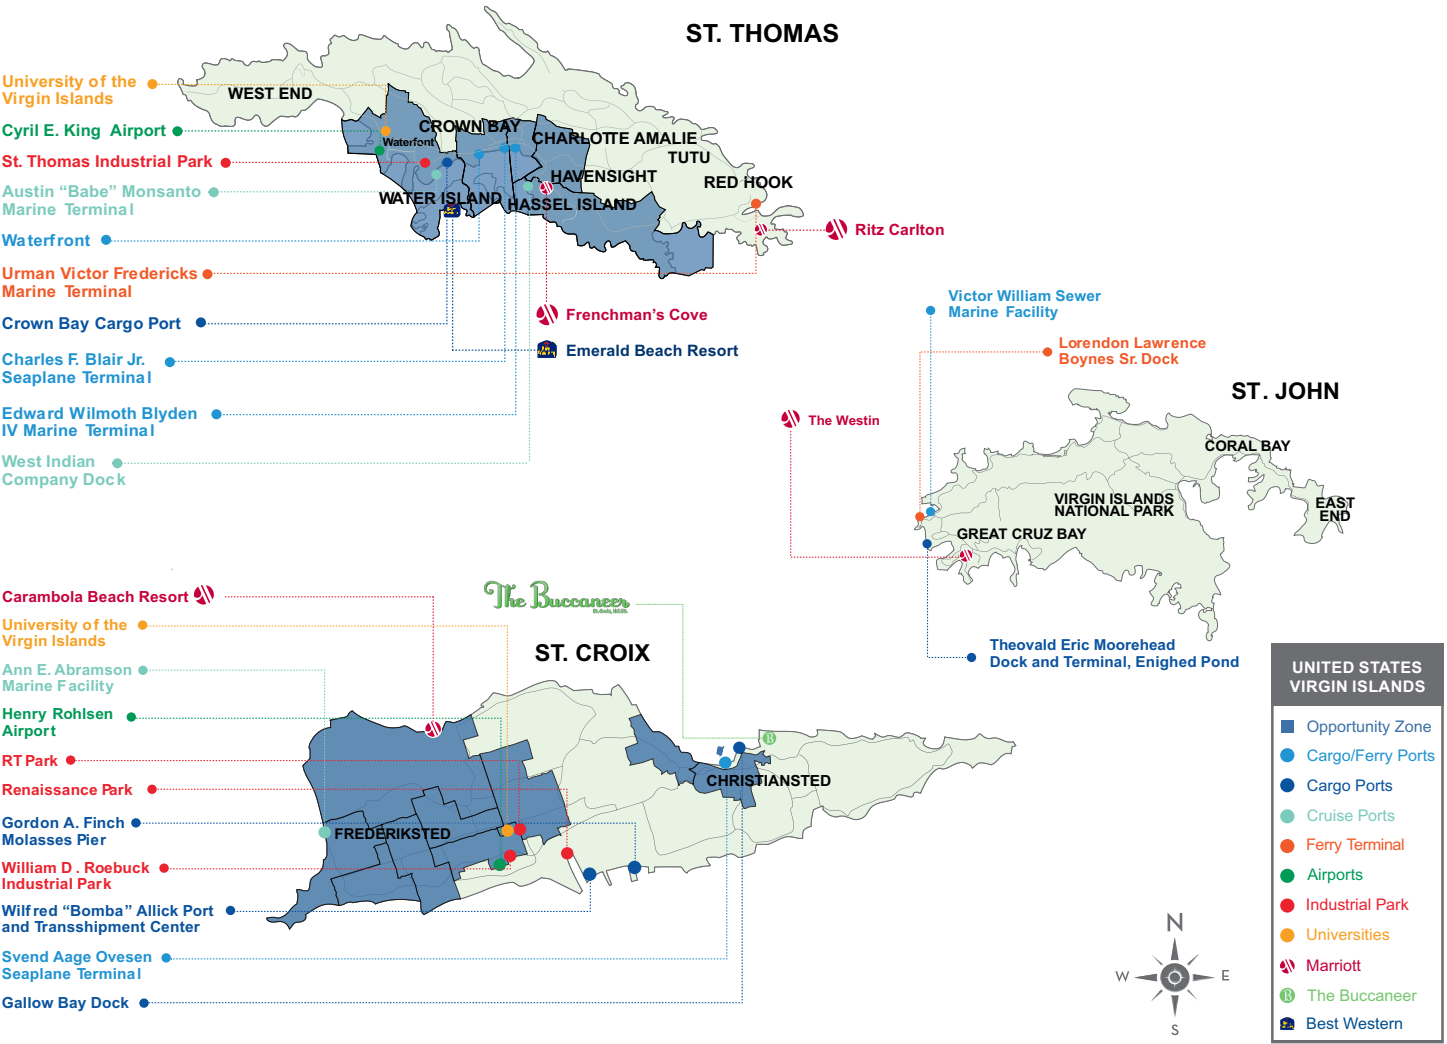 ST. THOMAS
University of the
Virgin Islands
WEST END
Cyril E. King Airport
CROWN BAY
Waterfont
CHARLOTTE AMALIE
TUTU
St. Thomas Industrial Park
HAVENSIGHT
RED HOOK
Austin “Babe” Monsanto
Marine Terminal
WATER ISLAND
HASSEL ISLAND
Waterfront
Ritz Carlton
Urman Victor Fredericks
Marine Terminal
Crown Bay Cargo Port
Frenchman’s Cove
Charles F. Blair Jr.
Seaplane Terminal
Emerald Beach Resort
Edward Wilmoth Blyden
IV Marine Terminal
West Indian
Company Dock
Victor William Sewer
Marine Facility
Lorendon Lawrence
Boynes Sr. Dock
ST. JOHN
The Westin
CORAL BAY
VIRGIN ISLANDS
NATIONAL PARK
EAST
END
GREAT CRUZ BAY
Theovald Eric Moorehead
Dock and Terminal, Enighed Pond
Carambola Beach Resort
The Buccaneer
University of the
Virgin Islands
ST. CROIX
Ann E. Abramson
Marine Facility
Henry Rohlsen
Airport
RT Park
Renaissance Park
CHRISTIANSTED
Gordon A. Finch
Molasses Pier
FREDERIKSTED
William D. Roebuck
Industrial Park
Wilfred “Bomba” Allick Port
and Transshipment Center
Svend Aage Ovesen
Seaplane Terminal
Gallow Bay Dock
N
W
E
S
UNITED STATES
VIRGIN ISLANDS
Opportunity Zone
Cargo/Ferry Ports
Cargo Ports
Cruise Ports
Ferry Terminal
Airports
Industrial Park
Universities
Marriott
The Buccaneer
Best Western